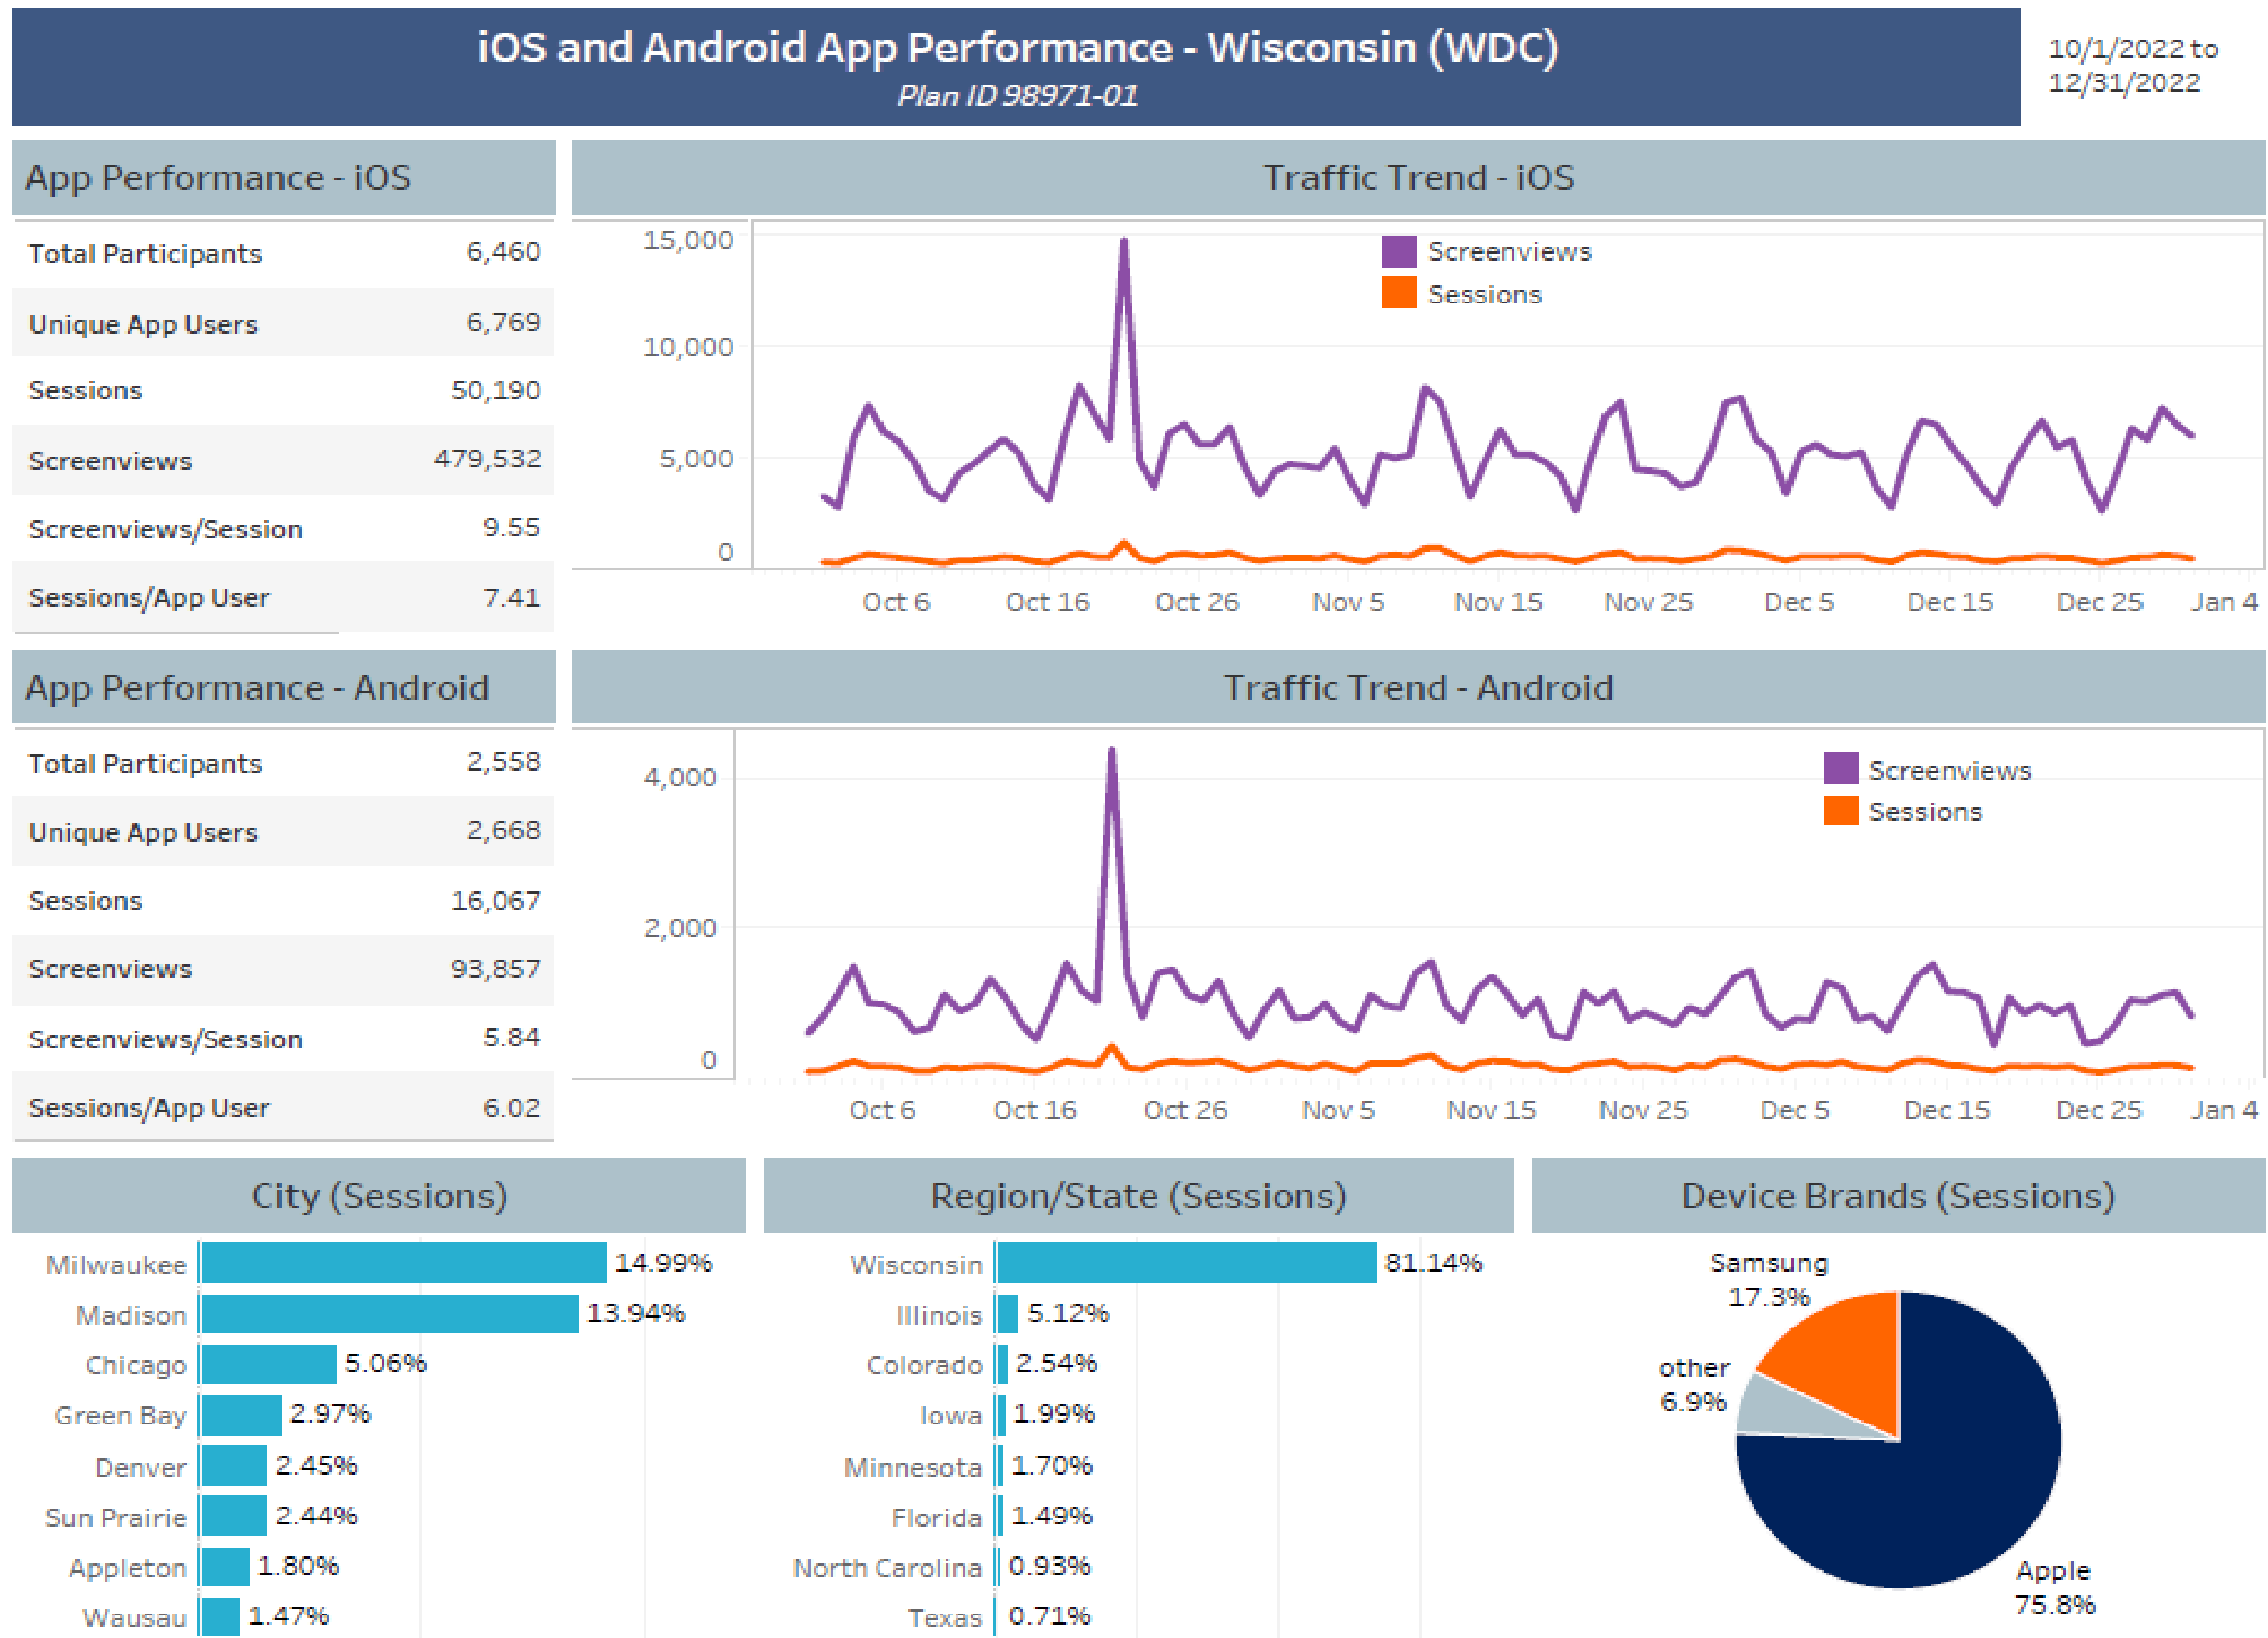 iOS and Android App Performance - Wisconsin (WDC)
Plan ID 98971-01
10/1/2022 to
12/31/2022
App Performance - iOS
Total Participants 6,460
Unique App Users 6,769
Sessions 50,190
Screenviews 479,532
Screenviews/Session 9.55
Sessions/App User 7.41
Traffic Trend - iOS
15,000
10,000
5,000
0
Screenviews
Sessions
Oct 6 Oct 16 Oct 26 Nov 5 Nov 15 Nov 25 Dec 5 Dec 15 Dec 25 Jan 4
App Performance - Android
Total Participants 2,558
Unique App Users 2,668
Sessions 16,067
Screenviews 93,857
Screenviews/Session 5.84
Sessions/App User 6.02
Traffic Trend - Android
4,000
2,000
0
Screenviews
Sessions
Oct 6 Oct 16 Oct 26 Nov 5 Nov 15 Nov 25 Dec 5 Dec 15 Dec 25 Jan 4
City (Sessions)
Milwaukee 14.99%
Madison 13.94%
Chicago 5.06%
Green Bay 2.97%
Denver 2.45%
Sun Prairie 2.44%
Appleton 1.80%
Wausau 1.47%
Region/State (Sessions)
Wisconsin 81.14%
Illinois 5.12%
Colorado 2.54%
Iowa 1.99%
Minnesota 1.70%
Florida 1.49%
North Carolina 0.93%
Texas 0.71%
Device Brands (Sessions)
Samsung
17.3%
other
6.9%
Apple
75.8%